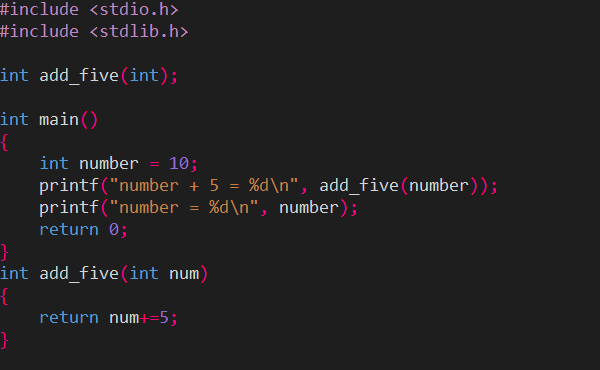 #include <stdio.h>
#include <stdlib.h>

int add_five(int);

int main()
{
    int number = 10;
    printf("number + 5 = %d\n", add_five(number));
    printf("number = %d\n", number);
    return 0;
}
int add_five(int num)
{
    return num+=5;
}